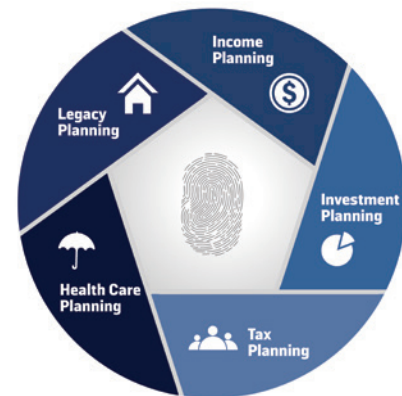 Income
Planning
$
Legacy
Planning
Investment
Planning
Health Care
Planning
Tax
Planning